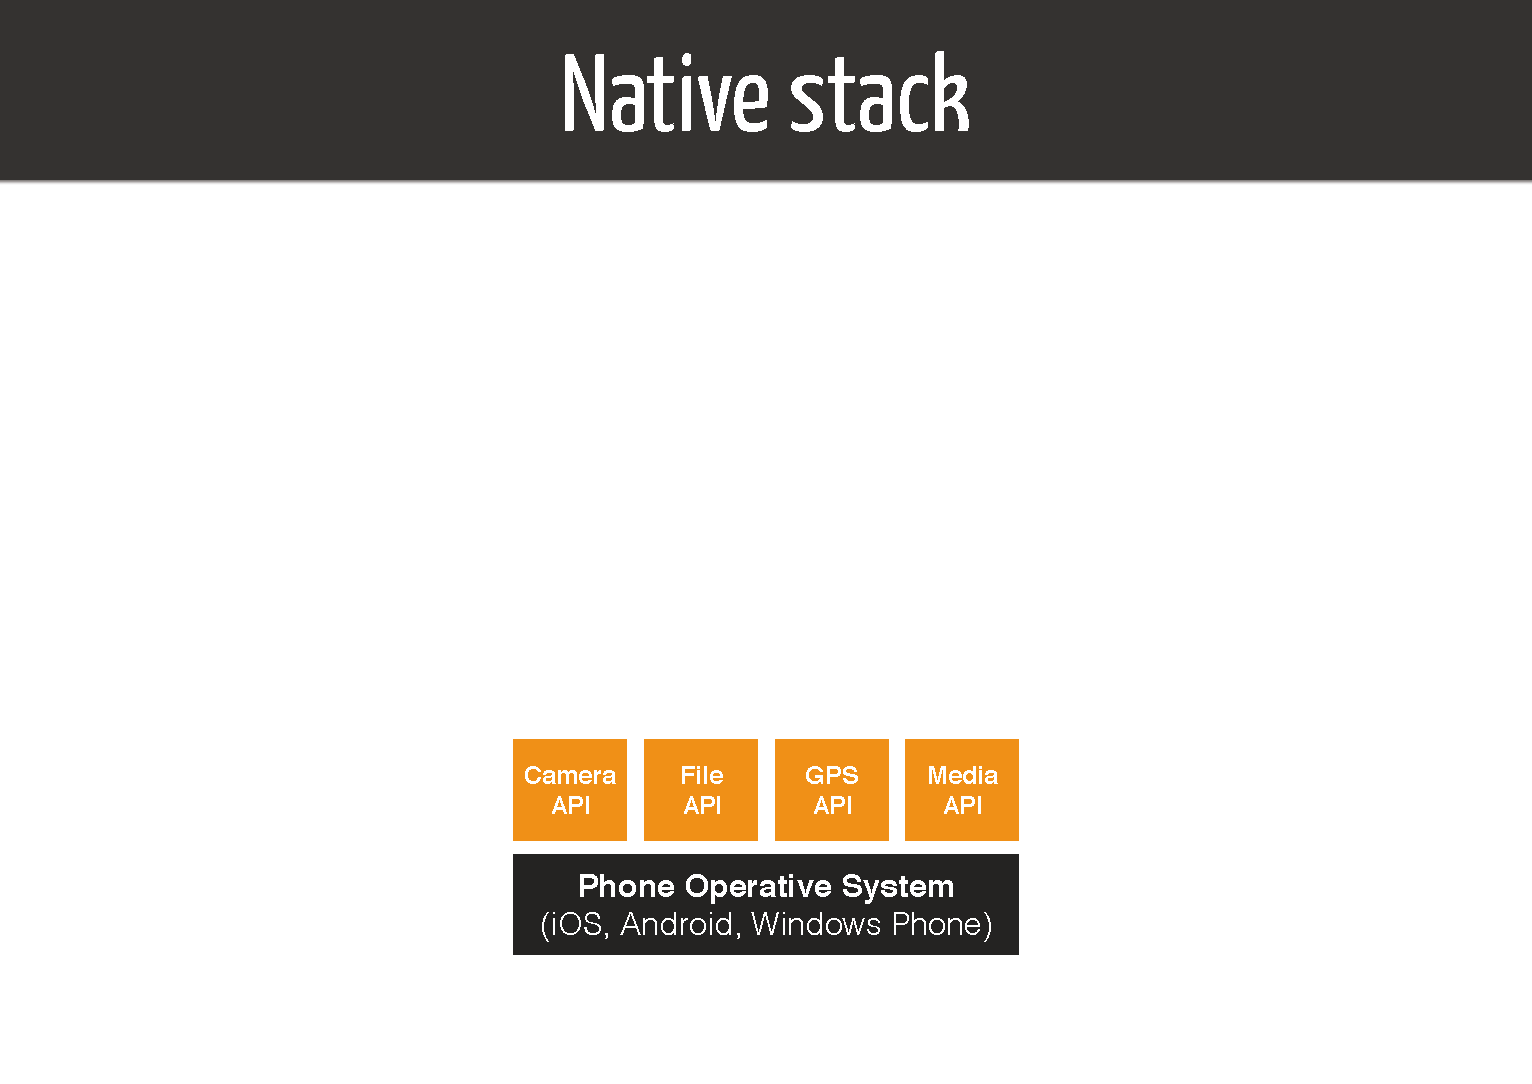 Native stack
Camera
API
File
API
GPS
API
Media
API
Phone Operative System
(iOS, Android, Windows Phone)